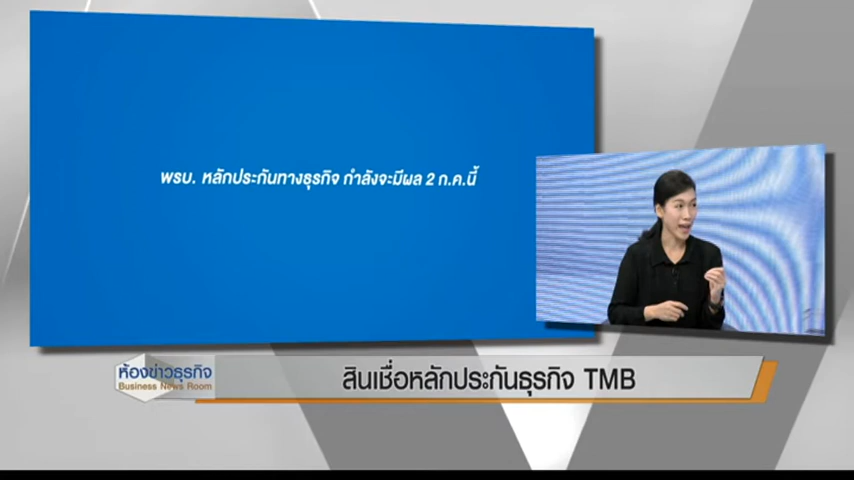 พรบ. หลักประกันทางธุรกิจ กำลังจะมีผล 2 ก.ค.นี้
ห้องข่าวธุรกิจ
Business News Room
สินเชื่อหลักประกันธุรกิจ TMB